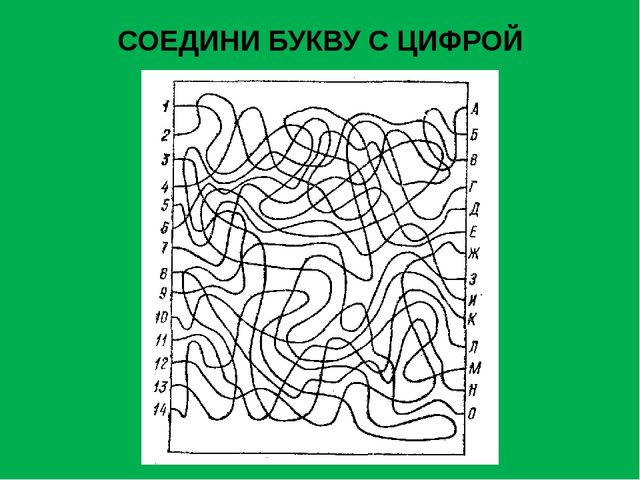 СОЕДИНИ БУКВУ С ЦИФРОЙ
1 А
2 Б
3 В
4 Г
5 Д
6 Е
7 Ж
8 З
9 И
10 К
11 Л
12 М
13 Н
14 О